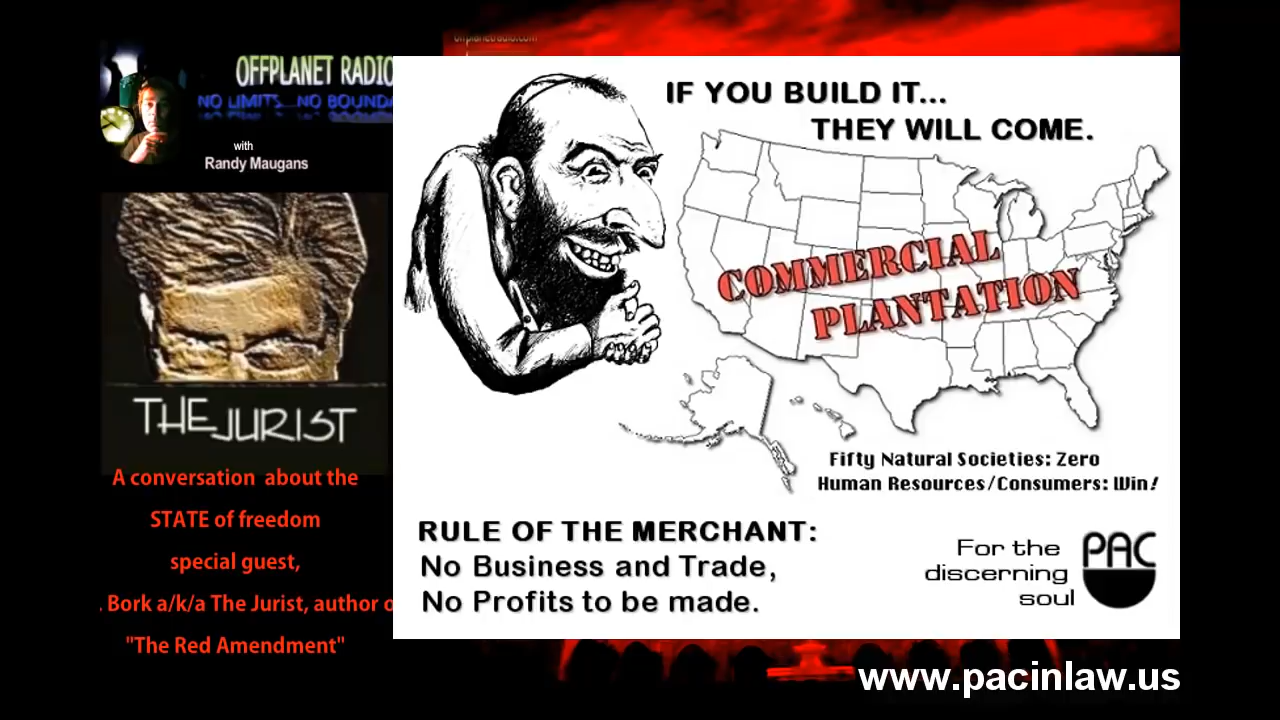 offplanetradio.com
OFFPLANET RADIO
NO LIMITS...NO BOUNDA
with
Randy Maugans
THE JURIST
A conversation about the
STATE of freedom
special guest,
. Bork a/k/a The Jurist, author o
"The Red Amendment"
IF YOU BUILD IT...
THEY WILL COME.
COMMERCIAL
PLANTATION
Fifty Natural Societies: Zero
Human Resources/Consumers: Win!
RULE OF THE MERCHANT:
No Business and Trade,
No Profits to be made.
For the
discerning
soul
PAC
www.pacinlaw.us